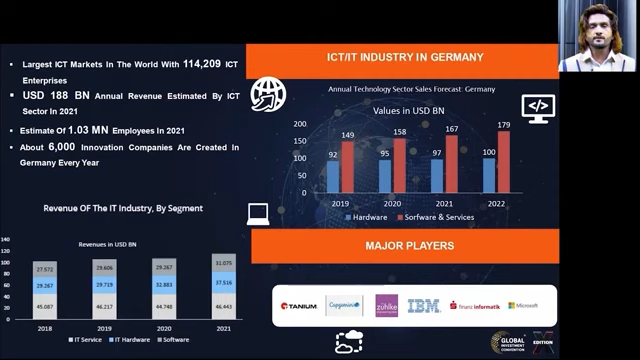 ICT/IT INDUSTRY IN GERMANY
Largest ICT Markets In The World With 114,209 ICT
Enterprises
USD 188 BN Annual Revenue Estimated By ICT
Sector In 2021
Estimate Of 1.03 MN Employees In 2021
About 6,000 Innovation Companies Are Created In
Germany Every Year
Annual Technology Sector Sales Forecast: Germany
Values in USD BN
200
150
100
50
0
92 149 95 158 97 167 100 179
2019 2020 2021 2022
Hardware Sorfware & Services
Revenue OF The IT Industry, By Segment
Revenues in USD BN
140
120
100
80
60
40
20
0
27.572 29.606 29.267 31.075
29.267 29.719 32.883 37.516
45.087 46.217 44.748 46.443
2018 2019 2020 2021
IT Service IT Hardware Software
MAJOR PLAYERS
TANIUM
Capgemini
zühlke
IBM
finanz informatik
Microsoft
GLOBAL
INVESTMENT
CONVENTION
X
EDITION